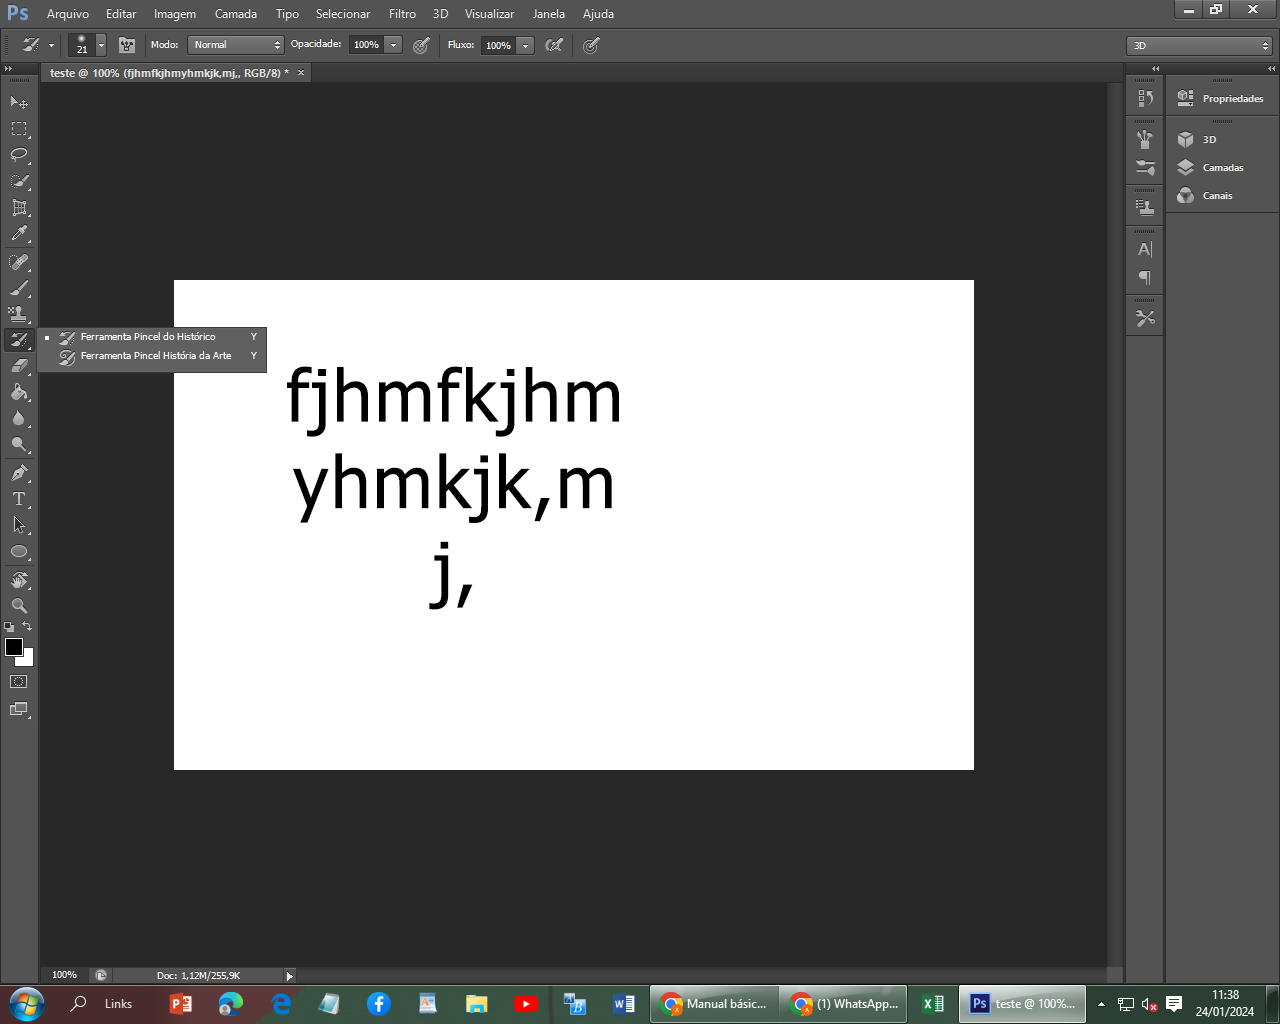 Ps Arquivo Editar Imagem Camada Tipo Selecionar Filtro 3D Visualizar Janela Ajuda
21 Modo: Normal Opacidade: 100% Fluxo: 100% 3D
teste @ 100% (fjhmfkjhmyhmkjk,mj,, RGB/8) * ×
Propriedades
3D
Camadas
Canais
Ferramenta Pincel do Histórico Y
Ferramenta Pincel História da Arte Y
fjhmfkjhm
yhmkjk,m
j,
100% Doc: 1,12M/255,9K
Links Manual básic... (1) WhatsApp... Ps teste @ 100%... 11:38
24/01/2024